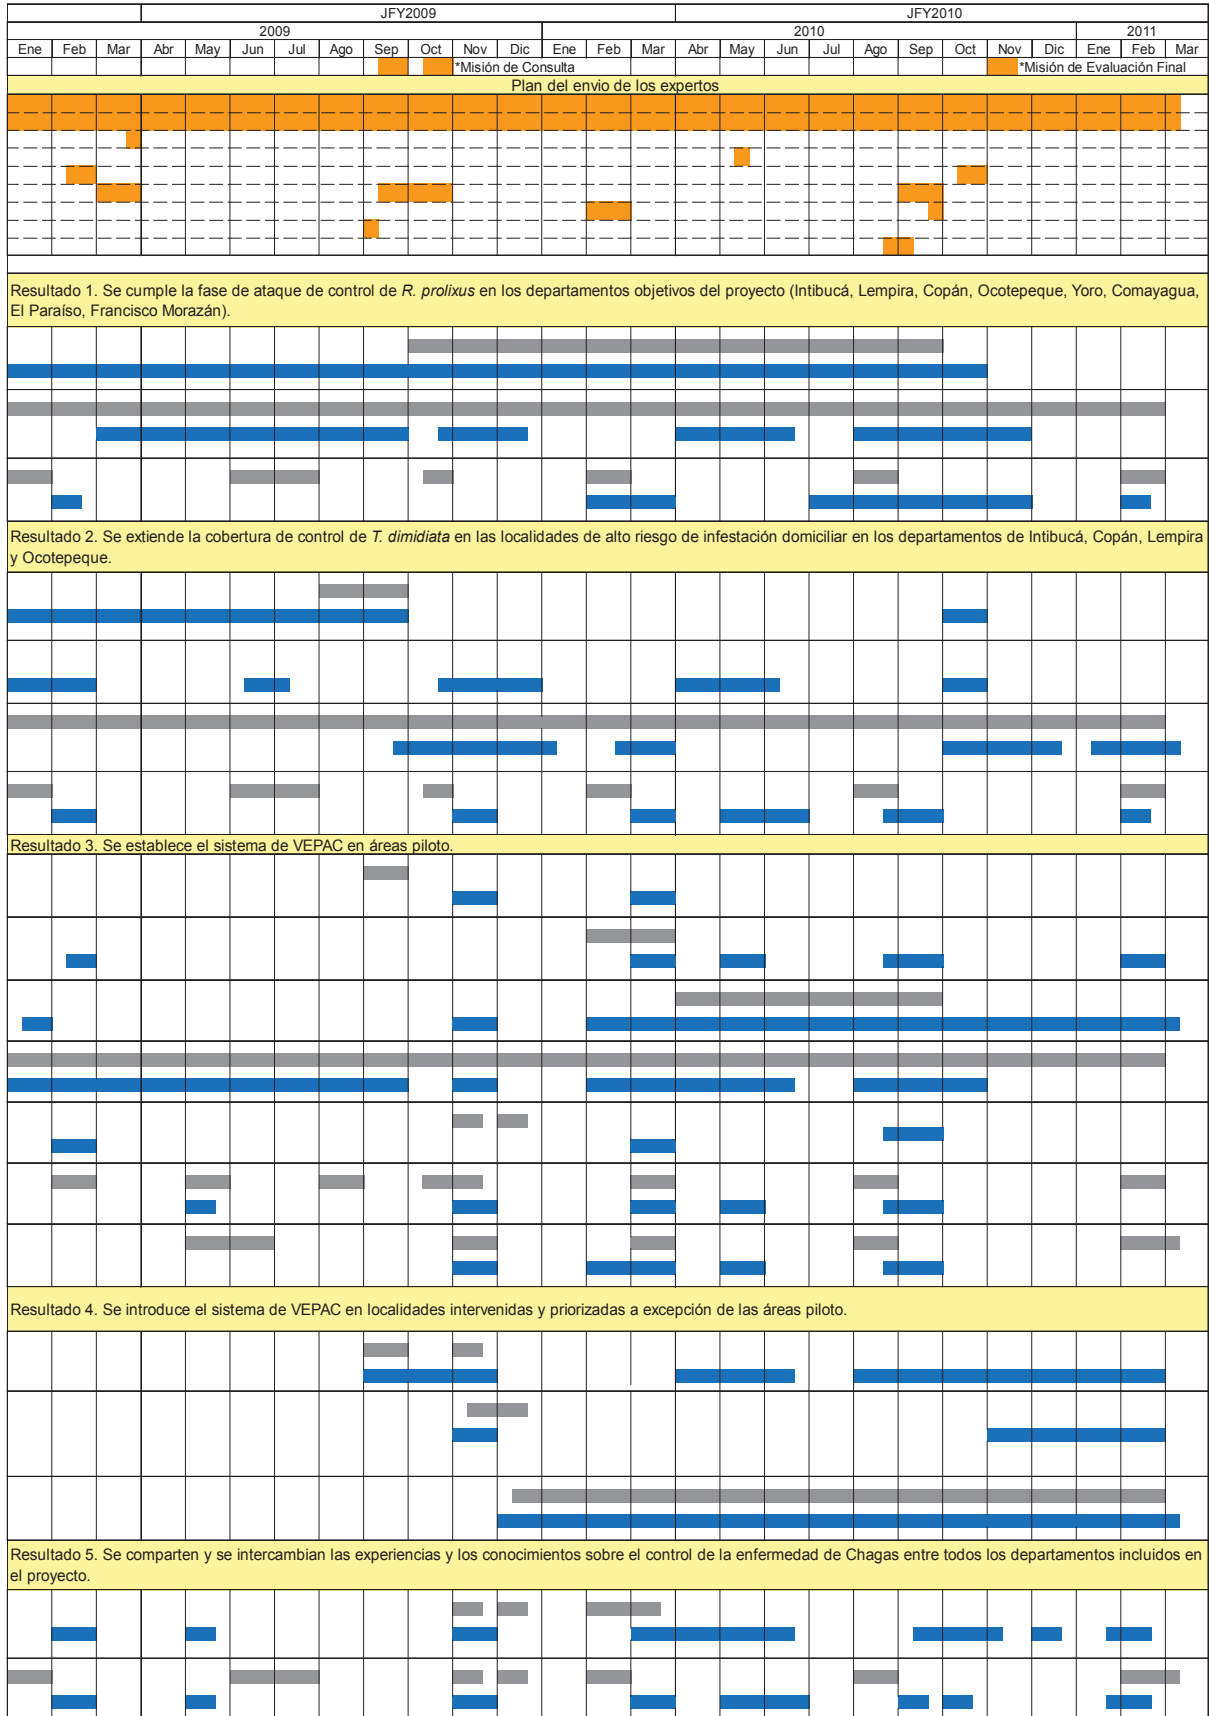 JFY2009 JFY2010
2009 2010 2011
Ene Feb Mar Abr May Jun Jul Ago Sep Oct Nov Dic Ene Feb Mar Abr May Jun Jul Ago Sep Oct Nov Dic Ene Feb Mar
*Misión de Consulta *Misión de Evaluación Final
Plan del envio de los expertos
Resultado 1. Se cumple la fase de ataque de control de R. prolixus en los departamentos objetivos del proyecto (Intibucá, Lempira, Copán, Ocotepeque, Yoro, Comayagua,
El Paraíso, Francisco Morazán).
Resultado 2. Se extiende la cobertura de control de T. dimidiata en las localidades de alto riesgo de infestación domiciliar en los departamentos de Intibucá, Copán, Lempira
y Ocotepeque.
Resultado 3. Se establece el sistema de VEPAC en áreas piloto.
Resultado 4. Se introduce el sistema de VEPAC en localidades intervenidas y priorizadas a excepción de las áreas piloto.
Resultado 5. Se comparten y se intercambian las experiencias y los conocimientos sobre el control de la enfermedad de Chagas entre todos los departamentos incluidos en
el proyecto.